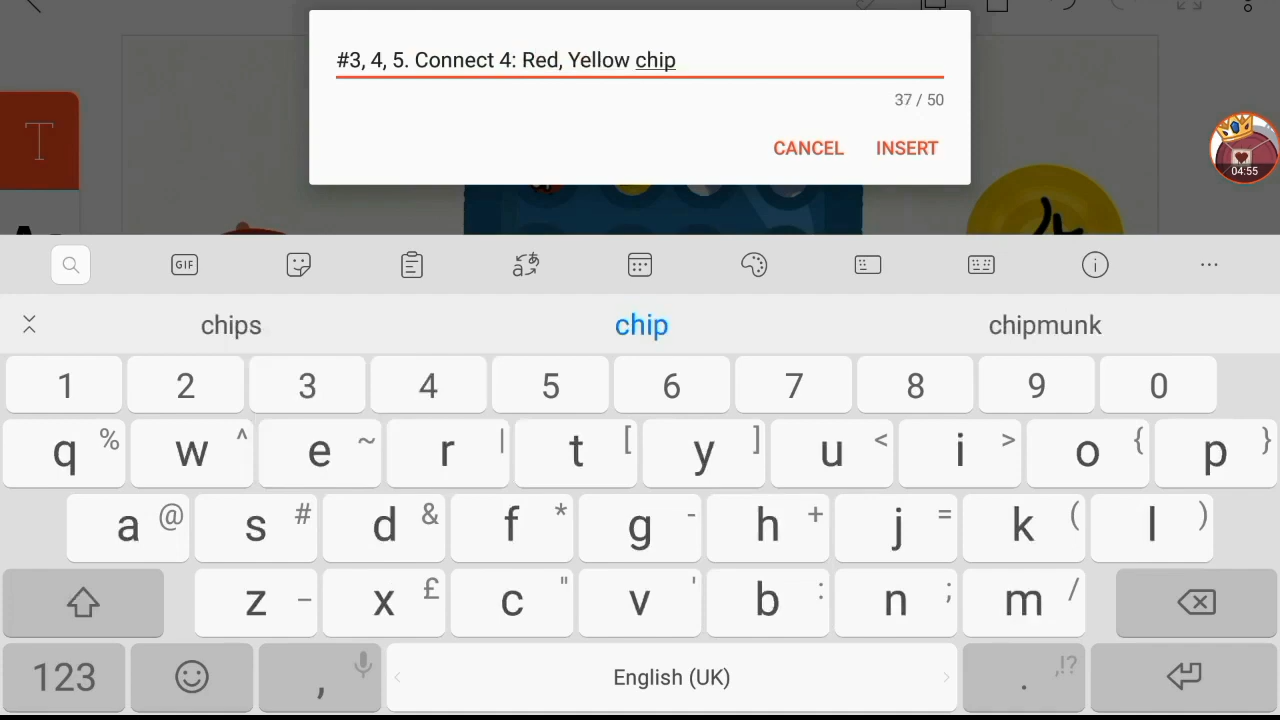 #3, 4, 5. Connect 4: Red, Yellow chip
37 / 50
CANCEL INSERT
T
04:55
GIF
chips chip chipmunk
1 2 3 4 5 6 7 8 9 0
q % w ^ e ~ r | t [ y ] u < i > o { p }
a @ s # d & f * g - h + j = k ( l )
z _ x £ c " v ' b : n ; m /
123 , English (UK) . ,!?